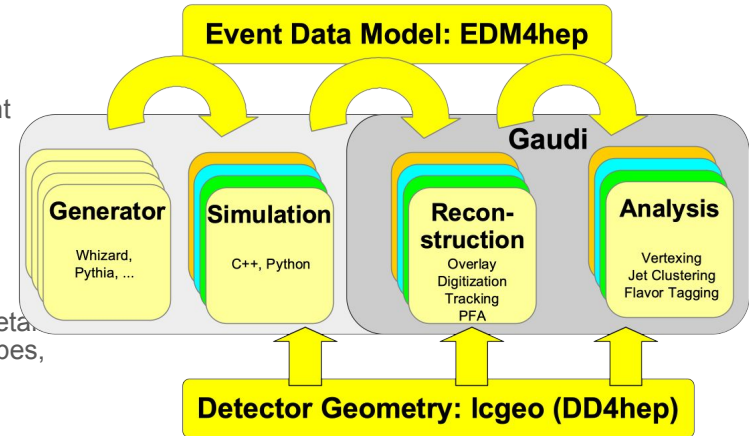 Event Data Model: EDM4hep
Gaudi
Generator
Whizard,
Pythia, ...
Simulation
C++, Python
Recon-
struction
Overlay
Digitization
Tracking
PFA
Analysis
Vertexing
Jet Clustering
Flavor Tagging
Detector Geometry: lcgeo (DD4hep)